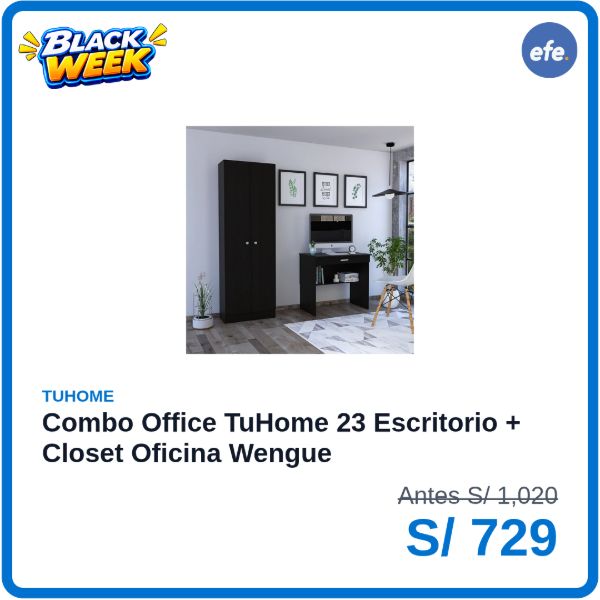 BLACK
WEEK
efe.
TUHOME
Combo Office TuHome 23 Escritorio +
Closet Oficina Wengue
Antes S/ 1,020
S/ 729